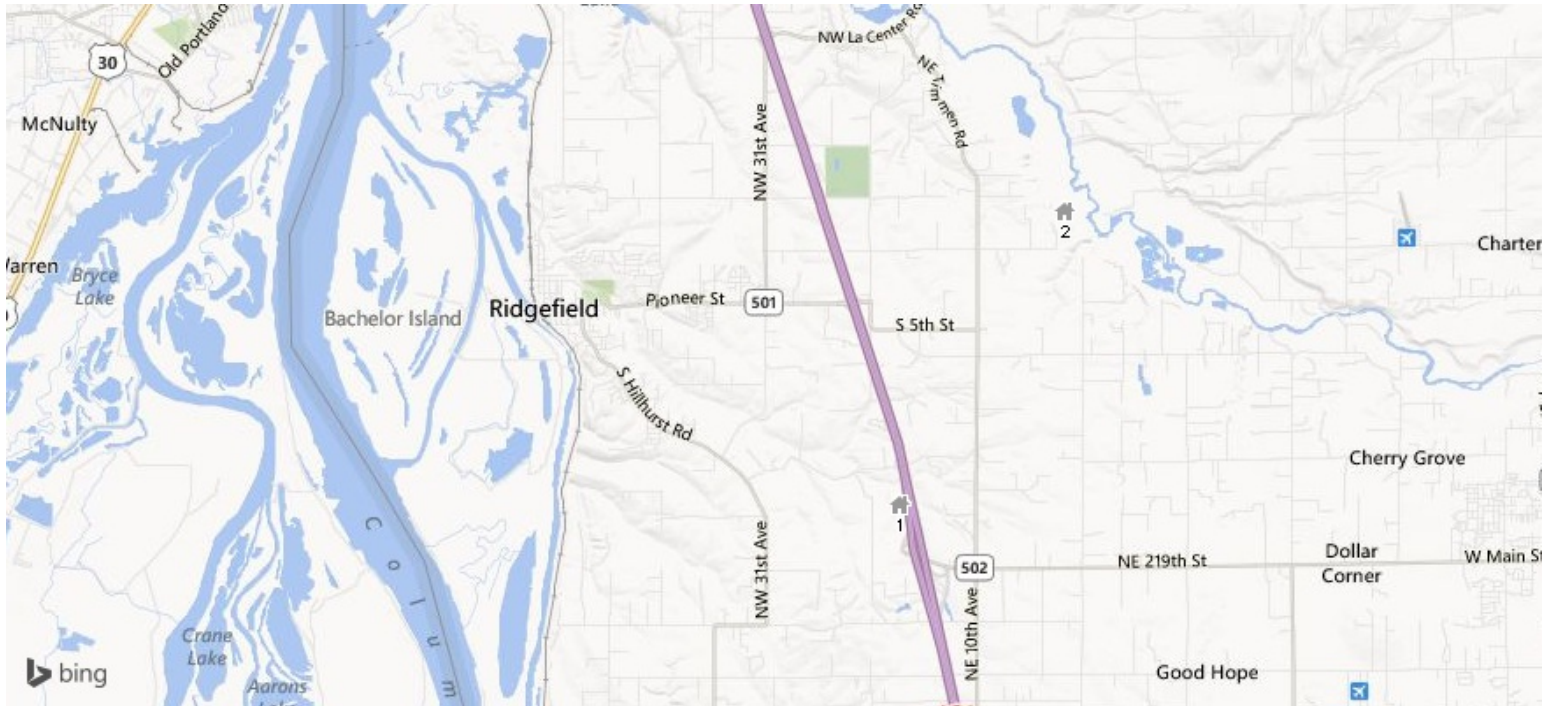 Old Portland
30
McNulty
NW La Center Rd
NE Timmen Rd
NW 31st Ave
2
Charter
Warren
Bryce
Lake
Bachelor Island
Ridgefield
Pioneer St
501
S 5th St
S Hillhurst Rd
Cherry Grove
1
NW 31st Ave
502
NE 219th St
Dollar
Corner
W Main St
NE 10th Ave
Colum
Crane
Lake
Good Hope
bing
Aarons